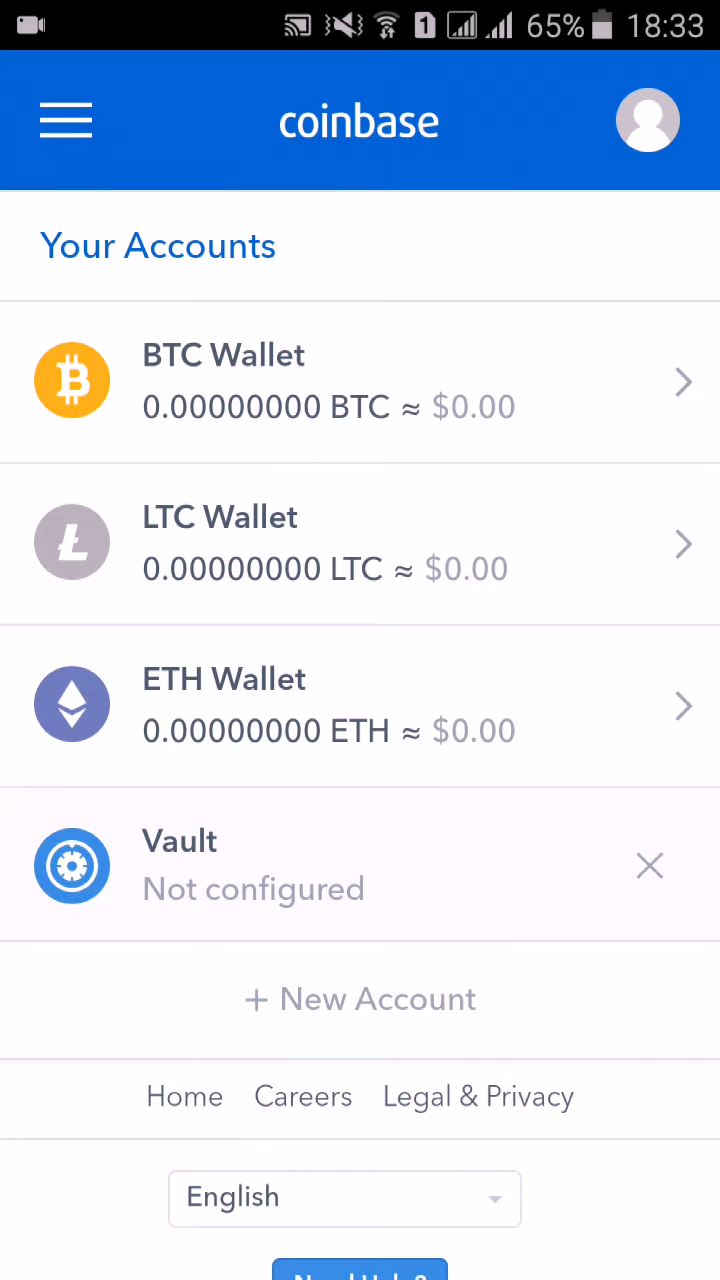 1 65% 18:33
coinbase
Your Accounts
BTC Wallet
0.00000000 BTC ≈ $0.00
LTC Wallet
0.00000000 LTC ≈ $0.00
ETH Wallet
0.00000000 ETH ≈ $0.00
Vault
Not configured
+ New Account
Home Careers Legal & Privacy
English